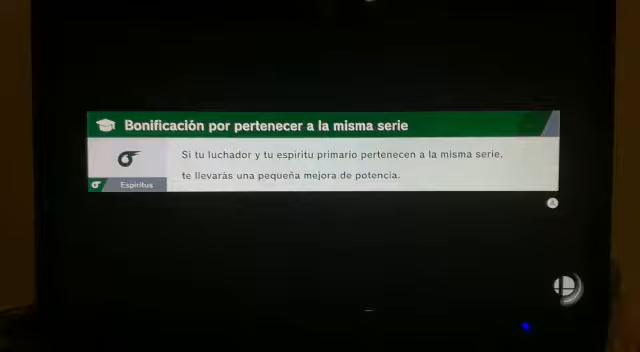 Bonificación por pertenecer a la misma serie
Si tu luchador y tu espíritu primario pertenecen a la misma serie,
te llevarás una pequeña mejora de potencia.
Espíritus
A